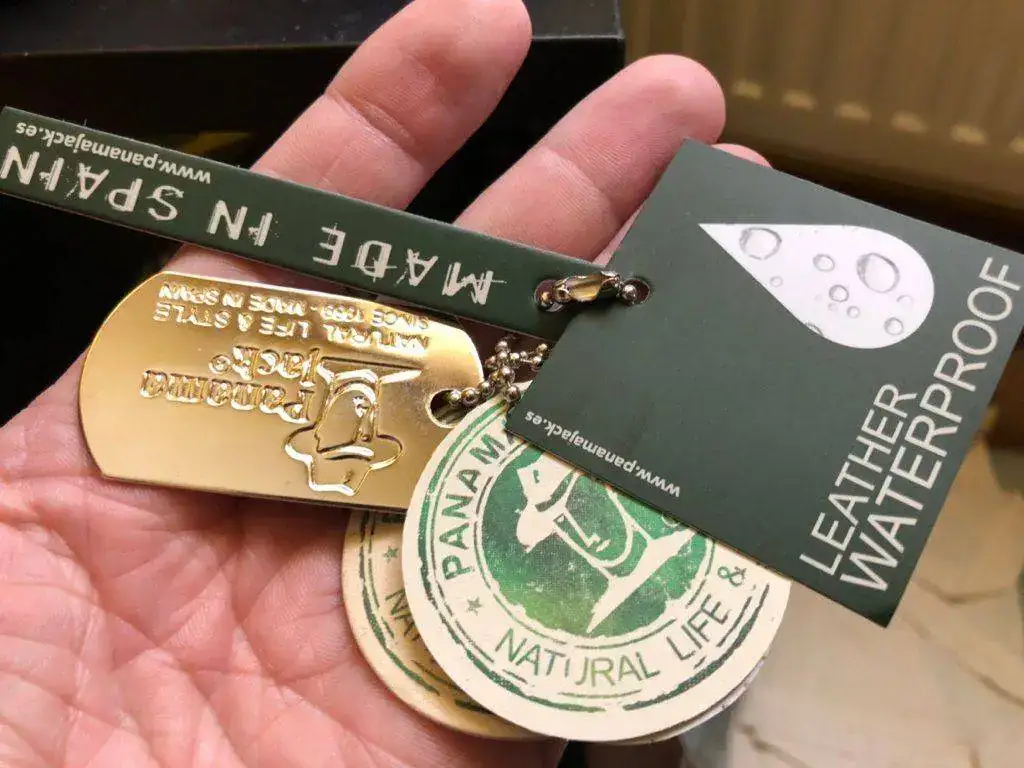 MADE IN SPAIN
www.panamajack.es
Panama
Jack®
NATURAL LIFE & STYLE
SINCE 1989 - MADE IN SPAIN
LEATHER
WATERPROOF
www.panamajack.es
PANAMA
NATURAL LIFE &